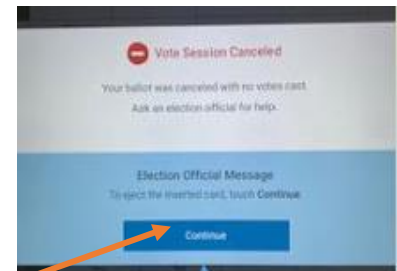 Vote Session Canceled
Your ballot was canceled with no votes cast.
Ask an election official for help.
Election Official Message
To eject the inserted card, touch Continue.
Continue